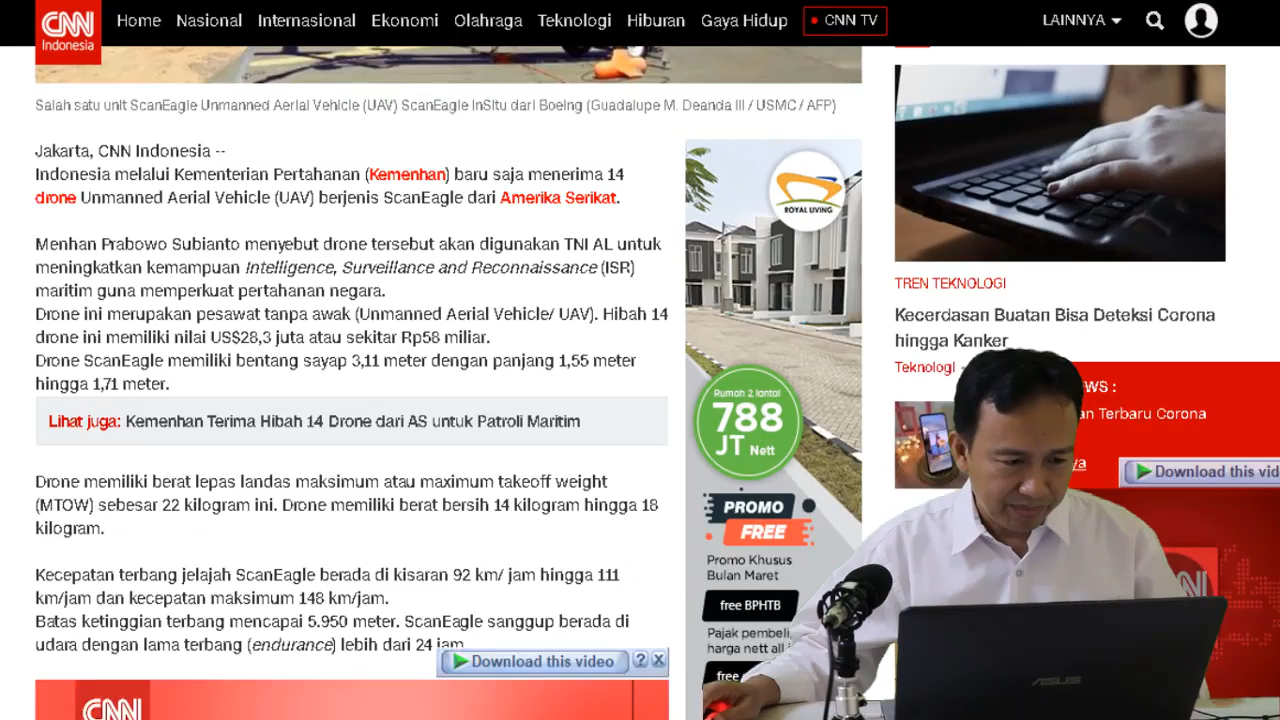 CNN
Indonesia
Home Nasional Internasional Ekonomi Olahraga Teknologi Hiburan Gaya Hidup CNN TV LAINNYA
Salah satu unit ScanEagle Unmanned Aerial Vehicle (UAV) ScanEagle InSitu dari Boeing (Guadalupe M. Deanda III / USMC / AFP)
Jakarta, CNN Indonesia --
Indonesia melalui Kementerian Pertahanan (Kemenhan) baru saja menerima 14
drone Unmanned Aerial Vehicle (UAV) berjenis ScanEagle dari Amerika Serikat.
Menhan Prabowo Subianto menyebut drone tersebut akan digunakan TNI AL untuk
meningkatkan kemampuan Intelligence, Surveillance and Reconnaissance (ISR)
maritim guna memperkuat pertahanan negara.
Drone ini merupakan pesawat tanpa awak (Unmanned Aerial Vehicle/ UAV). Hibah 14
drone ini memiliki nilai US$28,3 juta atau sekitar Rp58 miliar.
Drone ScanEagle memiliki bentang sayap 3,11 meter dengan panjang 1,55 meter
hingga 1,71 meter.
Lihat juga: Kemenhan Terima Hibah 14 Drone dari AS untuk Patroli Maritim
Drone memiliki berat lepas landas maksimum atau maximum takeoff weight
(MTOW) sebesar 22 kilogram ini. Drone memiliki berat bersih 14 kilogram hingga 18
kilogram.
Kecepatan terbang jelajah ScanEagle berada di kisaran 92 km/ jam hingga 111
km/jam dan kecepatan maksimum 148 km/jam.
Batas ketinggian terbang mencapai 5.950 meter. ScanEagle sanggup berada di
udara dengan lama terbang (endurance) lebih dari 24 jam
Download this video ? X
CNN
ROYAL LIVING
Rumah 2 lantai
788
JT Nett
PROMO
FREE
Promo Khusus
Bulan Maret
free BPHTB
Pajak pembeli,
harga nett all i
free
TREN TEKNOLOGI
Kecerdasan Buatan Bisa Deteksi Corona
hingga Kanker
Teknologi
WS :
an Terbaru Corona
ya
Download this vide
ASUS